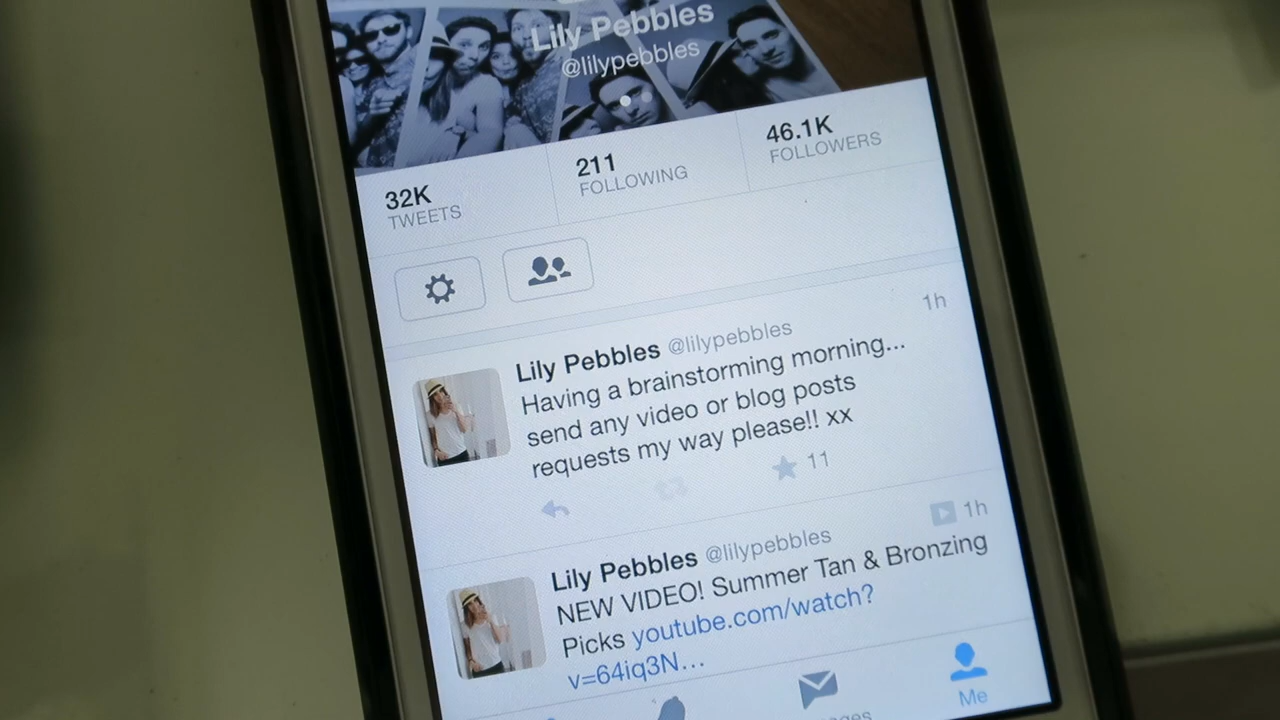 Lily Pebbles
@lilypebbles
32K
TWEETS
211
FOLLOWING
46.1K
FOLLOWERS
Lily Pebbles @lilypebbles 1h
Having a brainstorming morning...
send any video or blog posts
requests my way please!! xx
11
Lily Pebbles @lilypebbles 1h
NEW VIDEO! Summer Tan & Bronzing
Picks youtube.com/watch?
v=64iq3N...
Me